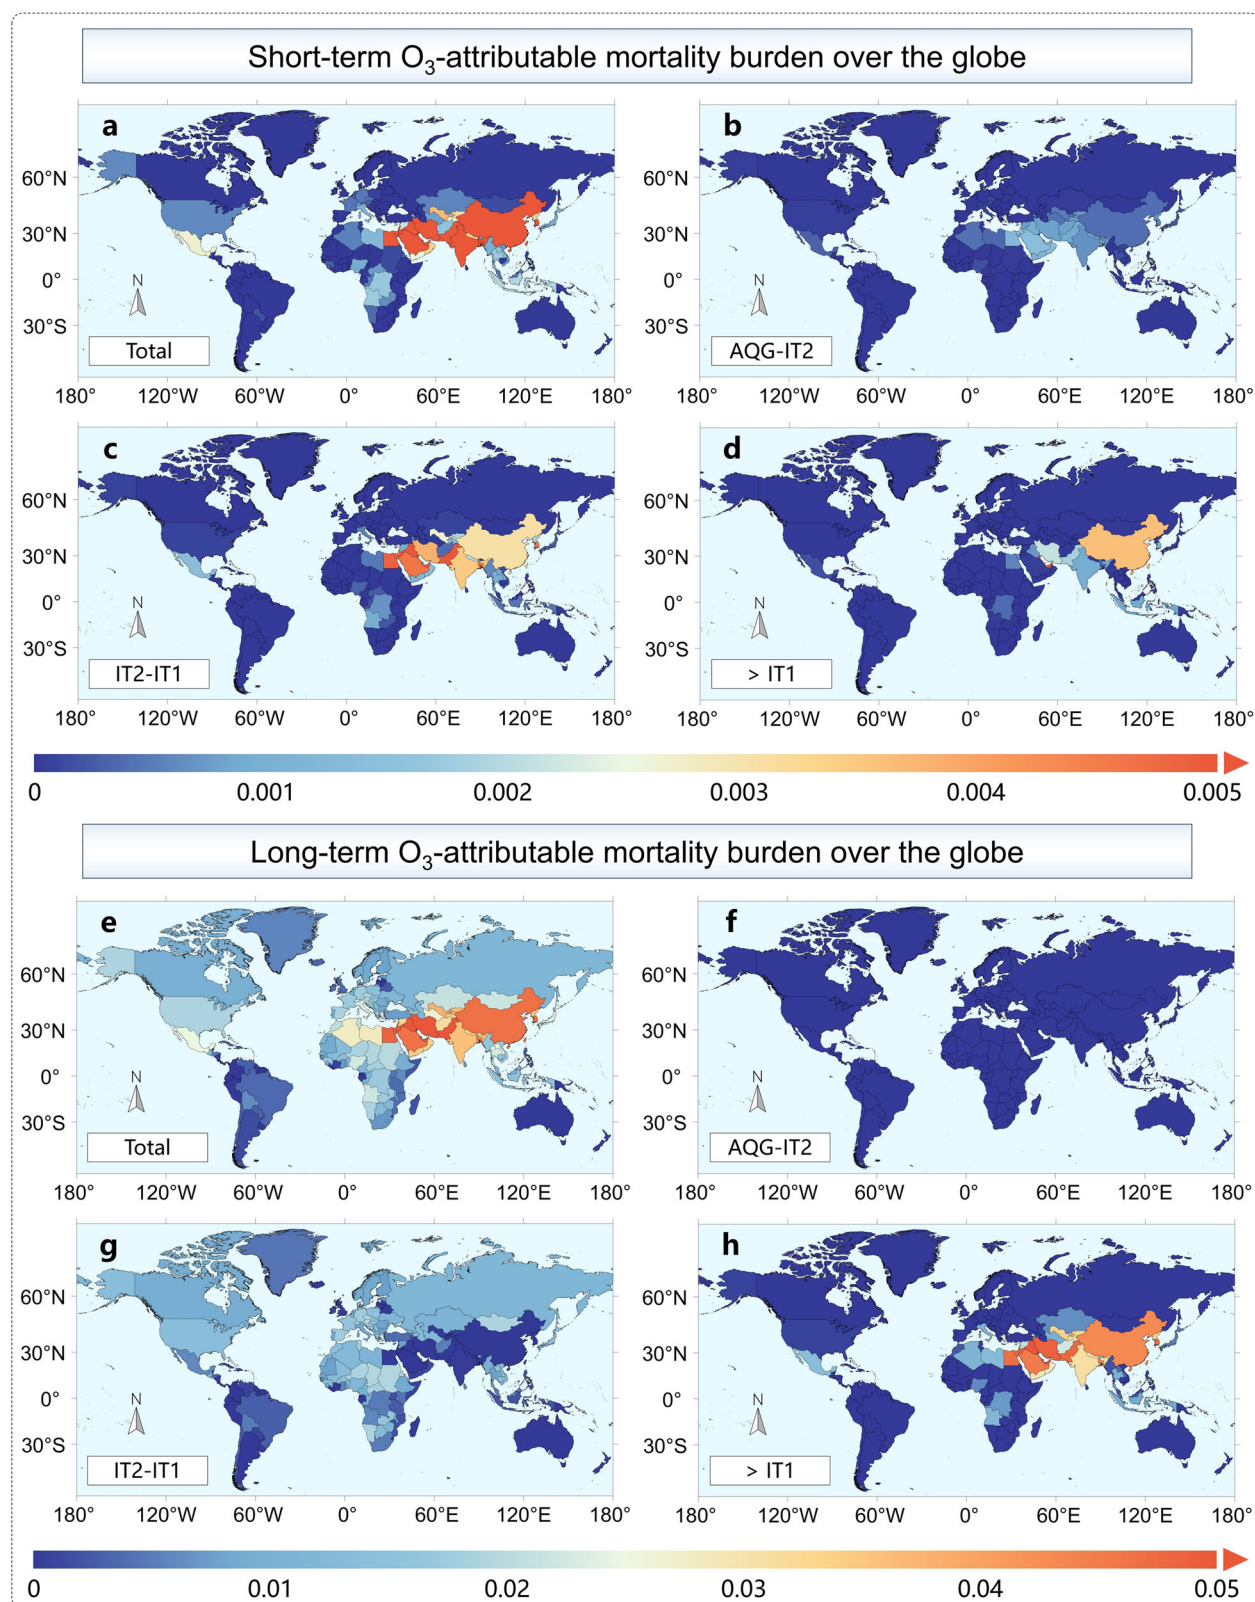 Short-term O₃-attributable mortality burden over the globe
a b
60°N 60°N
30°N 30°N
0° 0°
30°S 30°S
N N
Total AQG-IT2
180° 120°W 60°W 0° 60°E 120°E 180° 180° 120°W 60°W 0° 60°E 120°E 180°
c d
60°N 60°N
30°N 30°N
0° 0°
30°S 30°S
N N
IT2-IT1 > IT1
180° 120°W 60°W 0° 60°E 120°E 180° 180° 120°W 60°W 0° 60°E 120°E 180°
0 0.001 0.002 0.003 0.004 0.005
Long-term O₃-attributable mortality burden over the globe
e f
60°N 60°N
30°N 30°N
0° 0°
30°S 30°S
N N
Total AQG-IT2
180° 120°W 60°W 0° 60°E 120°E 180° 180° 120°W 60°W 0° 60°E 120°E 180°
g h
60°N 60°N
30°N 30°N
0° 0°
30°S 30°S
N N
IT2-IT1 > IT1
180° 120°W 60°W 0° 60°E 120°E 180° 180° 120°W 60°W 0° 60°E 120°E 180°
0 0.01 0.02 0.03 0.04 0.05